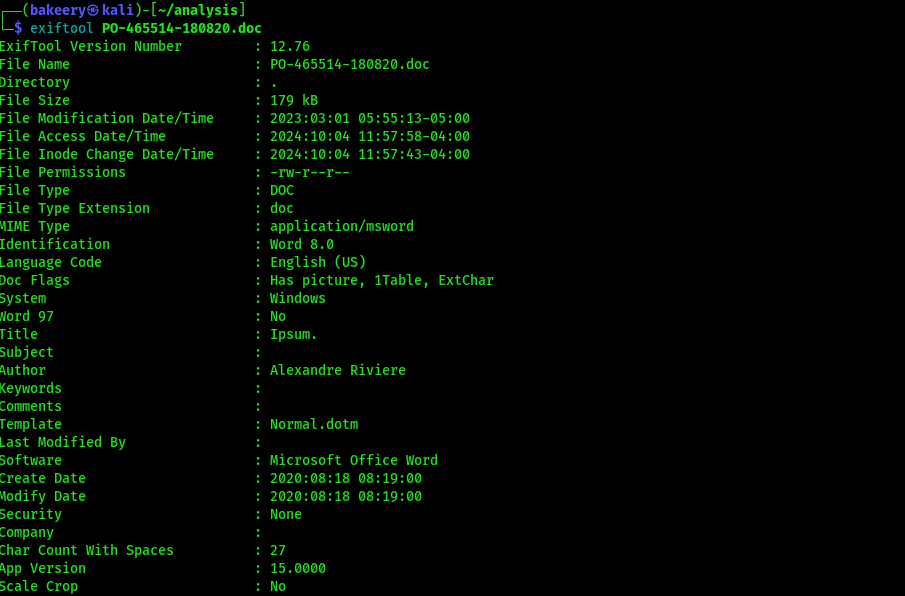 ┌──(bakeery㉿kali)-[~/analysis]
└─$ exiftool PO-465514-180820.doc
ExifTool Version Number         : 12.76
File Name                       : PO-465514-180820.doc
Directory                       : .
File Size                       : 179 kB
File Modification Date/Time     : 2023:03:01 05:55:13-05:00
File Access Date/Time           : 2024:10:04 11:57:58-04:00
File Inode Change Date/Time     : 2024:10:04 11:57:43-04:00
File Permissions                : -rw-r--r--
File Type                       : DOC
File Type Extension             : doc
MIME Type                       : application/msword
Identification                  : Word 8.0
Language Code                   : English (US)
Doc Flags                       : Has picture, 1Table, ExtChar
System                          : Windows
Word 97                         : No
Title                           : Ipsum.
Subject                         :
Author                          : Alexandre Riviere
Keywords                        :
Comments                        :
Template                        : Normal.dotm
Last Modified By                :
Software                        : Microsoft Office Word
Create Date                     : 2020:08:18 08:19:00
Modify Date                     : 2020:08:18 08:19:00
Security                        : None
Company                         :
Char Count With Spaces          : 27
App Version                     : 15.0000
Scale Crop                      : No